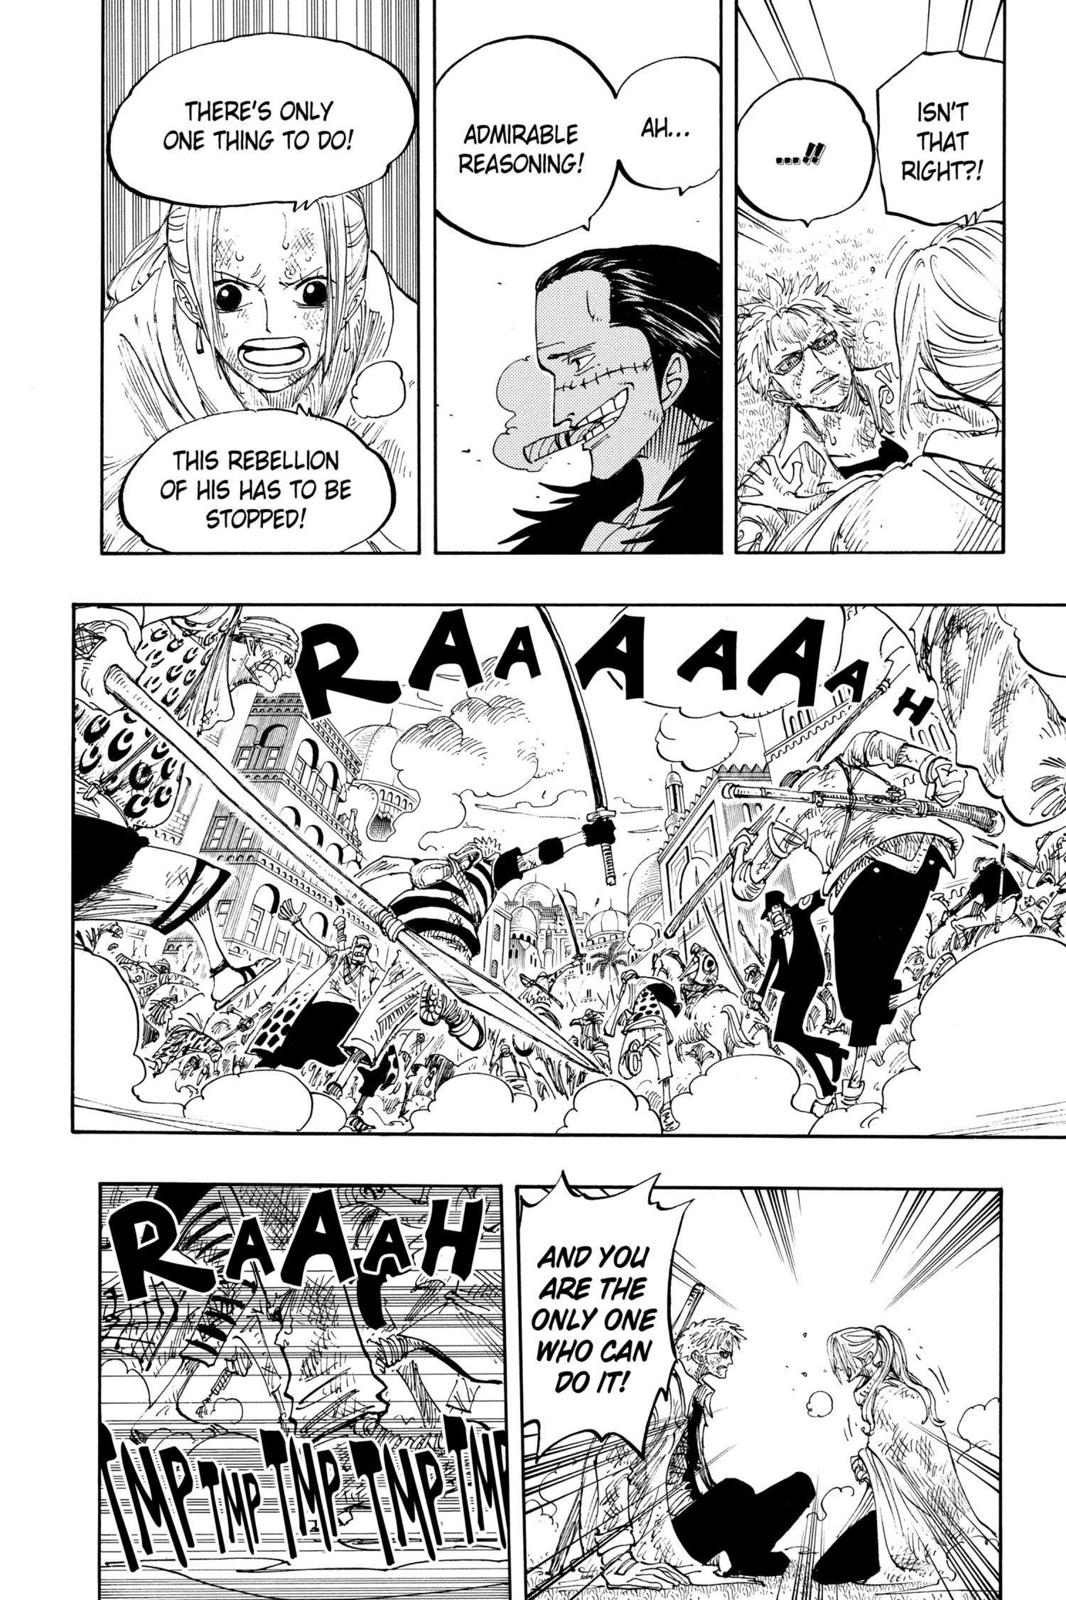 ISN'T
THAT
RIGHT?!
...!!
AH...
ADMIRABLE
REASONING!
THERE'S ONLY
ONE THING TO DO!
THIS REBELLION
OF HIS HAS TO BE
STOPPED!
RAAAAAAAH
AND YOU
ARE THE
ONLY ONE
WHO CAN
DO IT!
RAAAAH
TMP TMP TMP TMP TMP